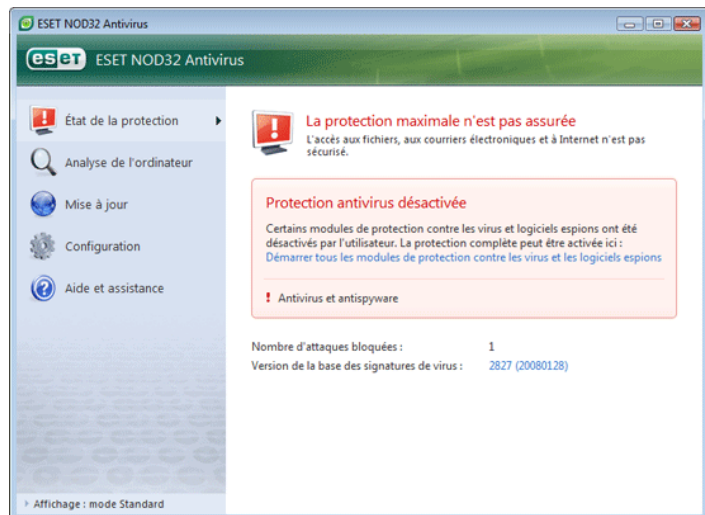 ESET NOD32 Antivirus
eset ESET NOD32 Antivirus
État de la protection
Analyse de l'ordinateur
Mise à jour
Configuration
Aide et assistance
Affichage : mode Standard
La protection maximale n'est pas assurée
L'accès aux fichiers, aux courriers électroniques et à Internet n'est pas
sécurisé.
Protection antivirus désactivée
Certains modules de protection contre les virus et logiciels espions ont été
désactivés par l'utilisateur. La protection complète peut être activée ici :
Démarrer tous les modules de protection contre les virus et les logiciels espions
! Antivirus et antispyware
Nombre d'attaques bloquées : 1
Version de la base des signatures de virus : 2827 (20080128)